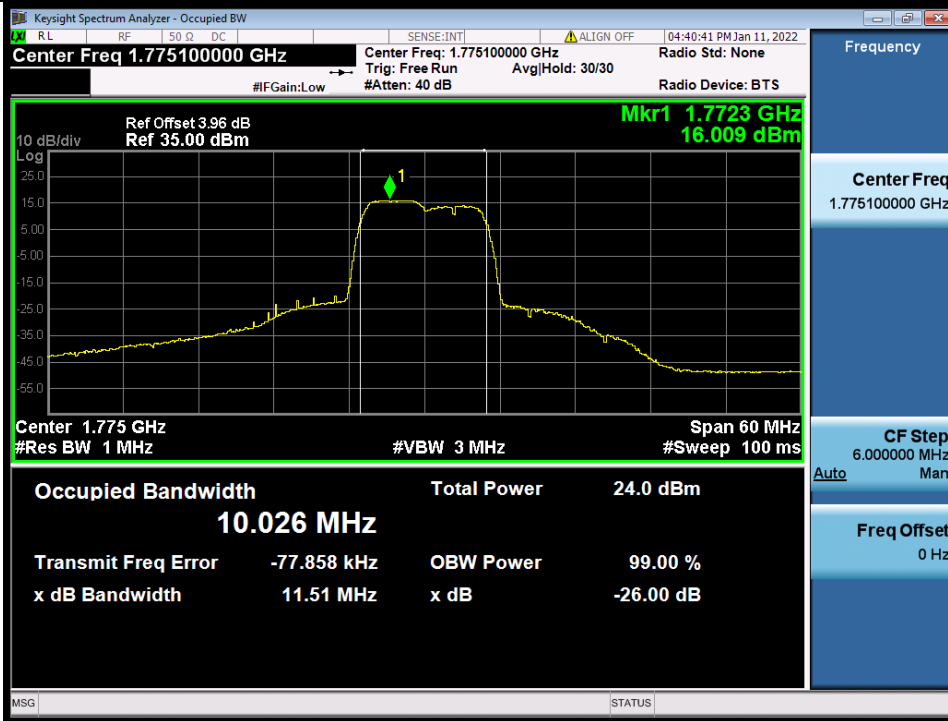 Keysight Spectrum Analyzer - Occupied BW
LXI RL RF 50 Ω DC SENSE:INT ALIGN OFF 04:40:41 PM Jan 11, 2022
Center Freq 1.775100000 GHz
Center Freq: 1.775100000 GHz Radio Std: None
Trig: Free Run Avg|Hold: 30/30
#IFGain:Low #Atten: 40 dB Radio Device: BTS
Frequency
Mkr1 1.7723 GHz
16.009 dBm
Ref Offset 3.96 dB
10 dB/div Ref 35.00 dBm
Log
25.0
15.0
5.00
-5.00
-15.0
-25.0
-35.0
-45.0
-55.0
1
Center 1.775 GHz Span 60 MHz
#Res BW 1 MHz #VBW 3 MHz #Sweep 100 ms
Occupied Bandwidth Total Power 24.0 dBm
10.026 MHz
Transmit Freq Error -77.858 kHz OBW Power 99.00 %
x dB Bandwidth 11.51 MHz x dB -26.00 dB
Center Freq
1.775100000 GHz
CF Step
6.000000 MHz
Auto Man
Freq Offset
0 Hz
MSG STATUS